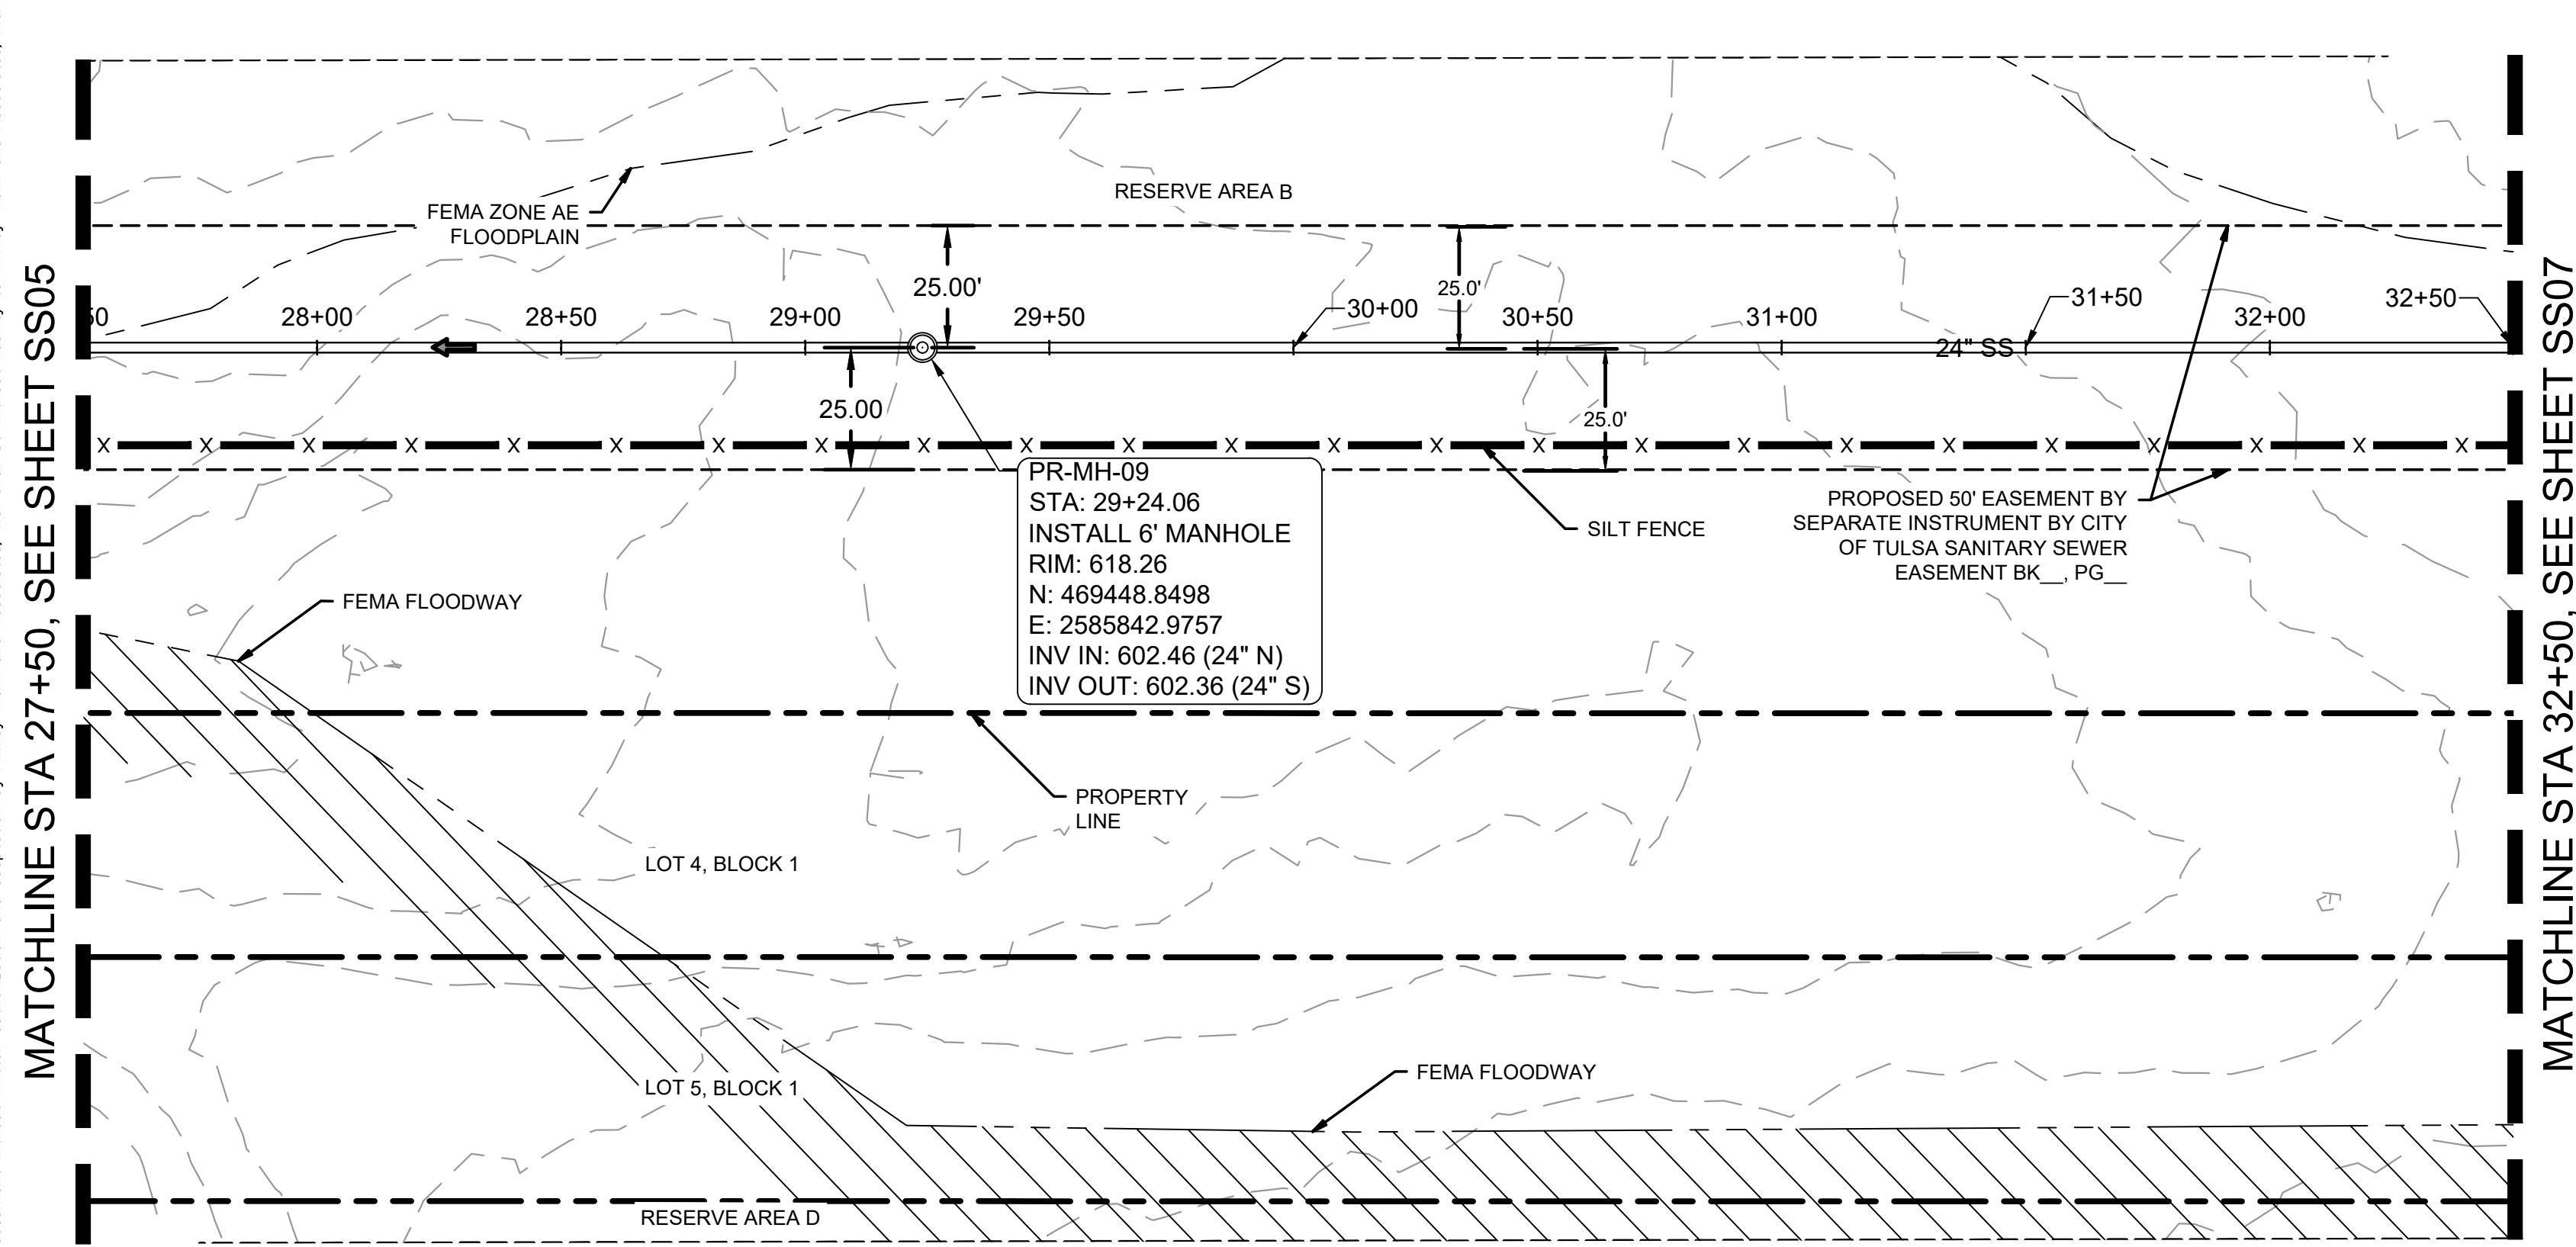 MATCHLINE STA 27+50, SEE SHEET SS05
RESERVE AREA B
FEMA ZONE AE
FLOODPLAIN
25.00'
25.0'
28+00
28+50
29+00
29+50
30+00
30+50
31+00
31+50
32+00
32+50
24" SS
25.00
25.0'
X X X X X X X X X X X X X X X X X X X X X X X X
PR-MH-09
STA: 29+24.06
INSTALL 6' MANHOLE
RIM: 618.26
N: 469448.8498
E: 2585842.9757
INV IN: 602.46 (24" N)
INV OUT: 602.36 (24" S)
SILT FENCE
PROPOSED 50' EASEMENT BY
SEPARATE INSTRUMENT BY CITY
OF TULSA SANITARY SEWER
EASEMENT BK__, PG__
FEMA FLOODWAY
PROPERTY
LINE
LOT 4, BLOCK 1
LOT 5, BLOCK 1
FEMA FLOODWAY
RESERVE AREA D
MATCHLINE STA 32+50, SEE SHEET SS07